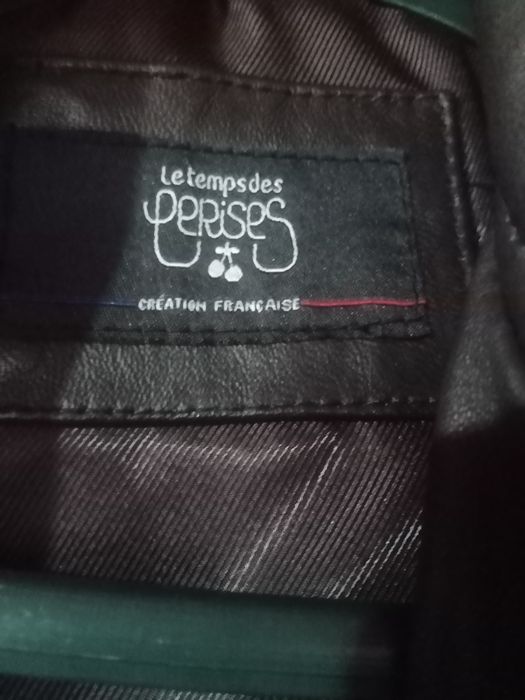 Le temps des
CERISES
CRÉATION FRANÇAISE